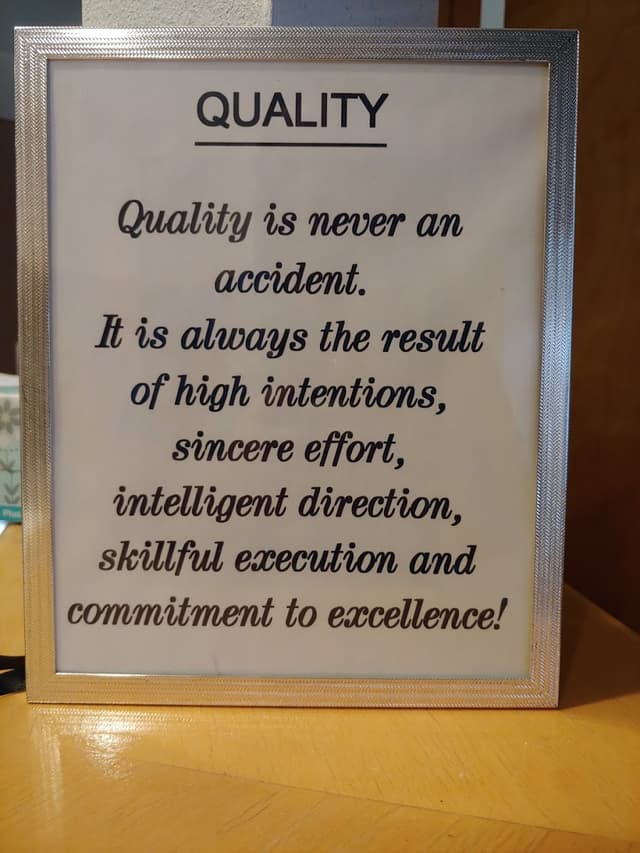 QUALITY
Quality is never an
accident.
It is always the result
of high intentions,
sincere effort,
intelligent direction,
skillful execution and
commitment to excellence!